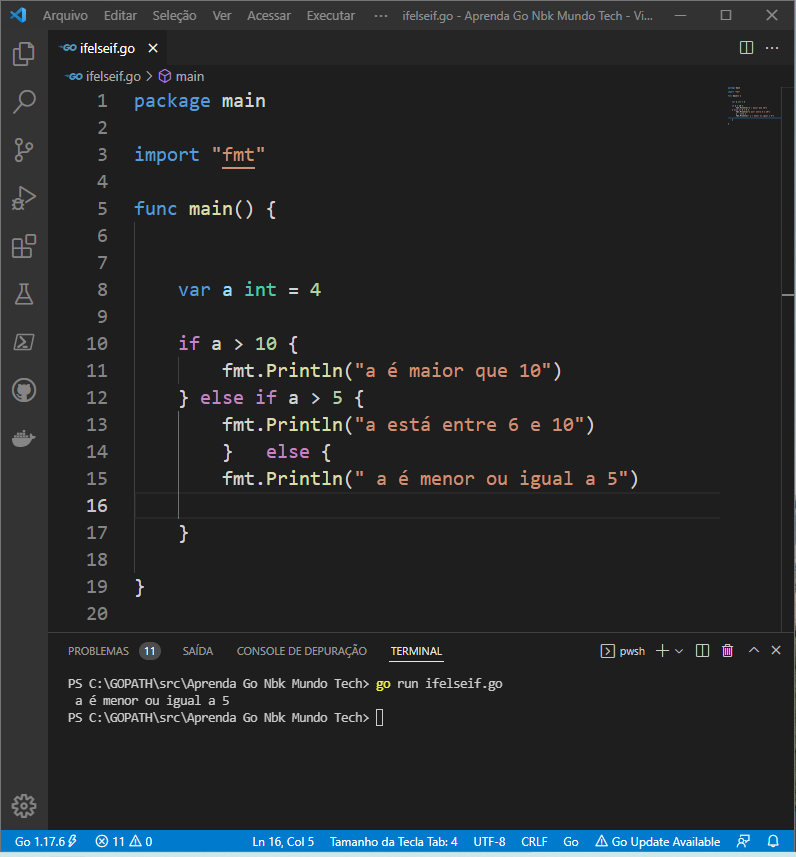 Arquivo Editar Seleção Ver Acessar Executar ··· ifelseif.go - Aprenda Go Nbk Mundo Tech - Vi...
GO ifelseif.go
GO ifelseif.go > main
1 package main
2
3 import "fmt"
4
5 func main() {
6
7
8 var a int = 4
9
10 if a > 10 {
11 fmt.Println("a é maior que 10")
12 } else if a > 5 {
13 fmt.Println("a está entre 6 e 10")
14 } else {
15 fmt.Println(" a é menor ou igual a 5")
16
17 }
18
19 }
20
PROBLEMAS 11 SAÍDA CONSOLE DE DEPURAÇÃO TERMINAL pwsh
PS C:\GOPATH\src\Aprenda Go Nbk Mundo Tech> go run ifelseif.go
a é menor ou igual a 5
PS C:\GOPATH\src\Aprenda Go Nbk Mundo Tech>
Go 1.17.6 11 0 Ln 16, Col 5 Tamanho da Tecla Tab: 4 UTF-8 CRLF Go Go Update Available